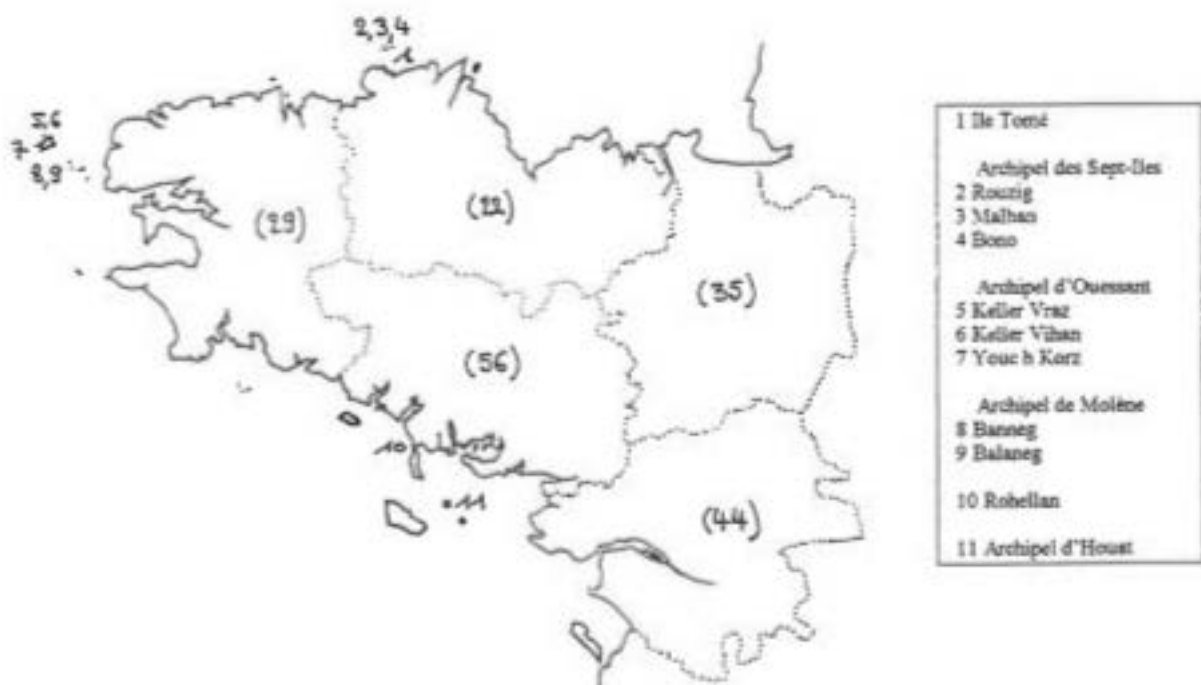 2,3,4
1
5,6
7
8,9
(29)
(22)
(35)
(56)
10
11
(44)
1 Ile Tomé
Archipel des Sept-Iles
2 Rouzig
3 Malban
4 Bono
Archipel d'Ouessant
5 Keller Vraz
6 Keller Vihan
7 Youc'h Korz
Archipel de Molène
8 Banneg
9 Balaneg
10 Rohellan
11 Archipel d'Houat